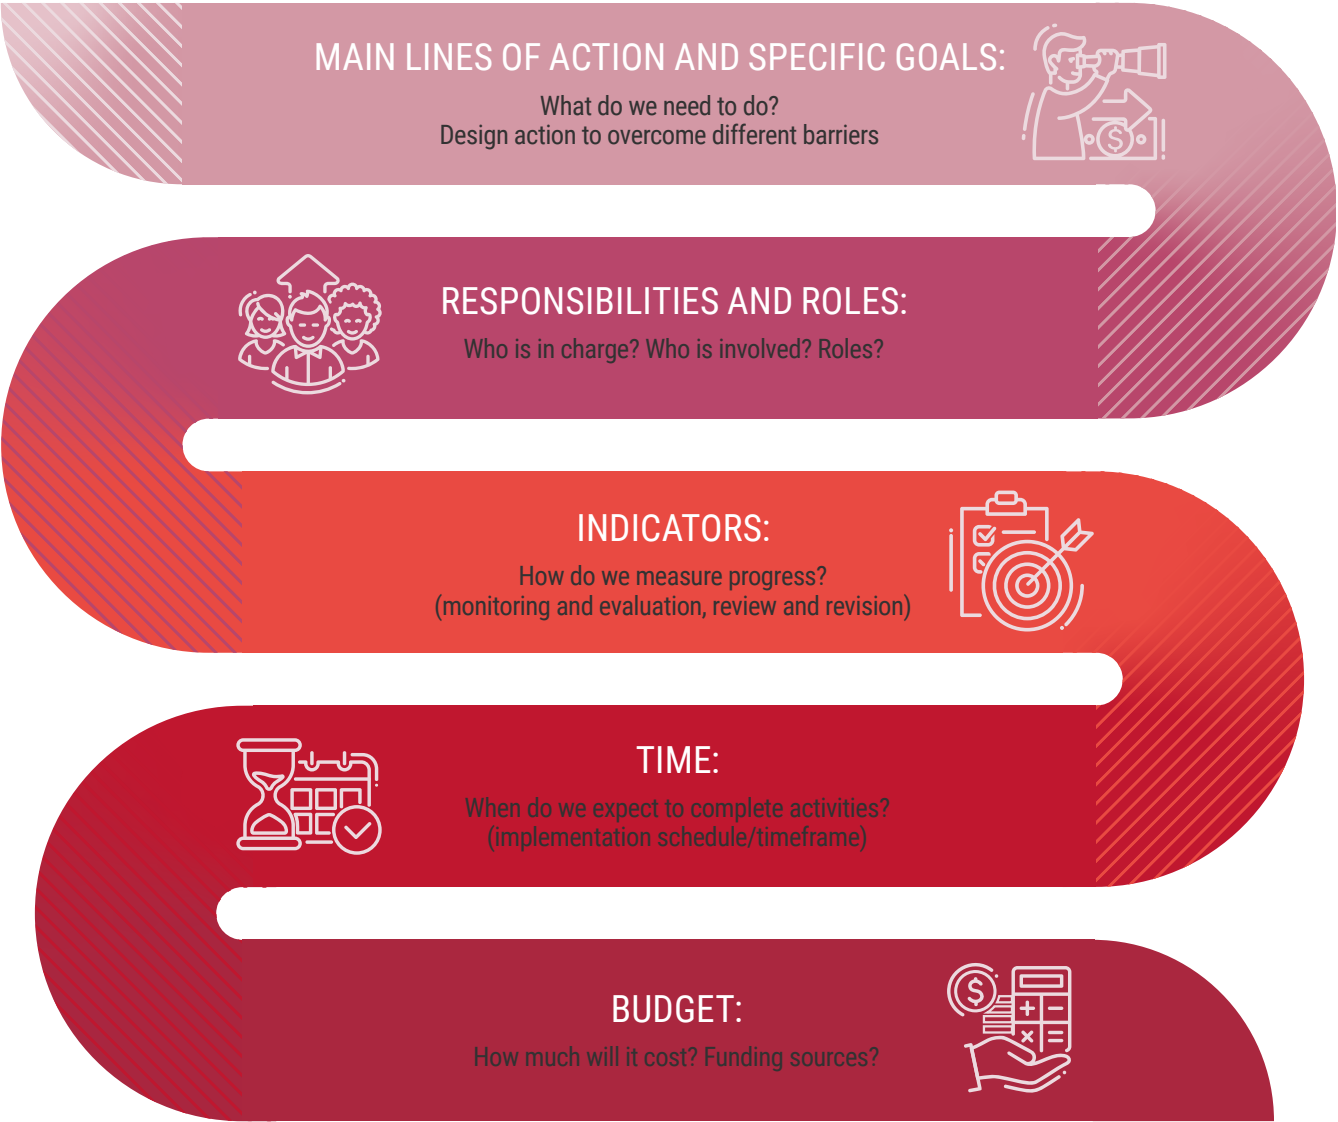 MAIN LINES OF ACTION AND SPECIFIC GOALS:
What do we need to do?
Design action to overcome different barriers
RESPONSIBILITIES AND ROLES:
Who is in charge? Who is involved? Roles?
INDICATORS:
How do we measure progress?
(monitoring and evaluation, review and revision)
TIME:
When do we expect to complete activities?
(implementation schedule/timeframe)
BUDGET:
How much will it cost? Funding sources?